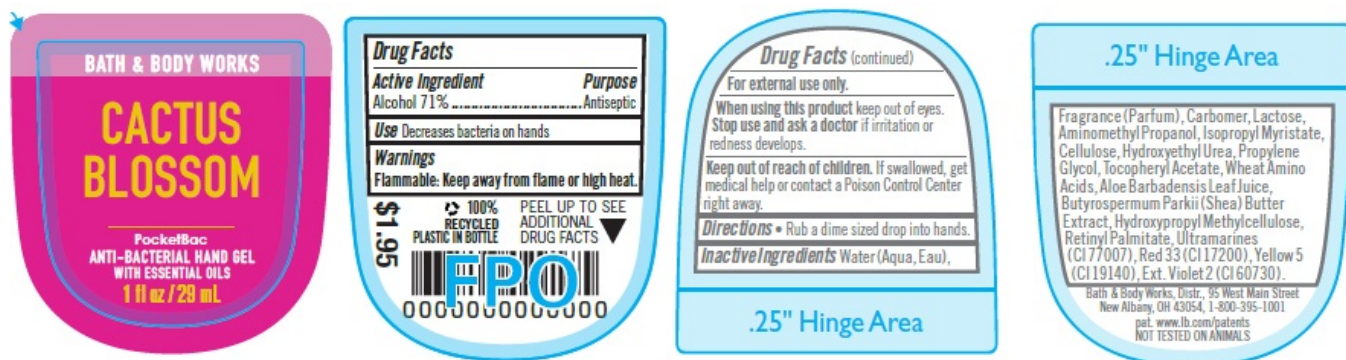 BATH & BODY WORKS
CACTUS
BLOSSOM
PocketBac
ANTI-BACTERIAL HAND GEL
WITH ESSENTIAL OILS
1 fl oz / 29 mL
Drug Facts
Active Ingredient Purpose
Alcohol 71% ................................ Antiseptic
Use Decreases bacteria on hands
Warnings
Flammable: Keep away from flame or high heat.
$1.95
100%
RECYCLED
PLASTIC IN BOTTLE
PEEL UP TO SEE
ADDITIONAL
DRUG FACTS
FPO
00000000000000
Drug Facts (continued)
For external use only.
When using this product keep out of eyes.
Stop use and ask a doctor if irritation or
redness develops.
Keep out of reach of children. If swallowed, get
medical help or contact a Poison Control Center
right away.
Directions • Rub a dime sized drop into hands.
Inactive Ingredients Water (Aqua, Eau),
.25" Hinge Area
.25" Hinge Area
Fragrance (Parfum), Carbomer, Lactose,
Aminomethyl Propanol, Isopropyl Myristate,
Cellulose, Hydroxyethyl Urea, Propylene
Glycol, Tocopheryl Acetate, Wheat Amino
Acids, Aloe Barbadensis Leaf Juice,
Butyrospermum Parkii (Shea) Butter
Extract, Hydroxypropyl Methylcellulose,
Retinyl Palmitate, Ultramarines
(CI 77007), Red 33 (CI 17200), Yellow 5
(CI 19140), Ext. Violet 2 (CI 60730).
Bath & Body Works, Distr., 95 West Main Street
New Albany, OH 43054, 1-800-395-1001
pat. www.lb.com/patents
NOT TESTED ON ANIMALS